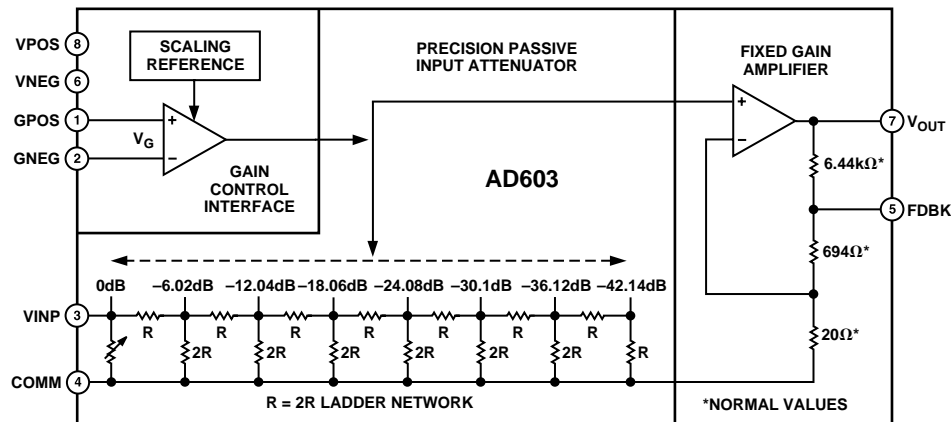 VPOS 8
VNEG 6
GPOS 1
GNEG 2
SCALING
REFERENCE
VG
+
–
GAIN
CONTROL
INTERFACE
PRECISION PASSIVE
INPUT ATTENUATOR
AD603
FIXED GAIN
AMPLIFIER
+
–
7 VOUT
6.44kΩ*
5 FDBK
694Ω*
20Ω*
*NORMAL VALUES
0dB –6.02dB –12.04dB –18.06dB –24.08dB –30.1dB –36.12dB –42.14dB
VINP 3
R R R R R R R
2R 2R 2R 2R 2R 2R R
COMM 4
R = 2R LADDER NETWORK